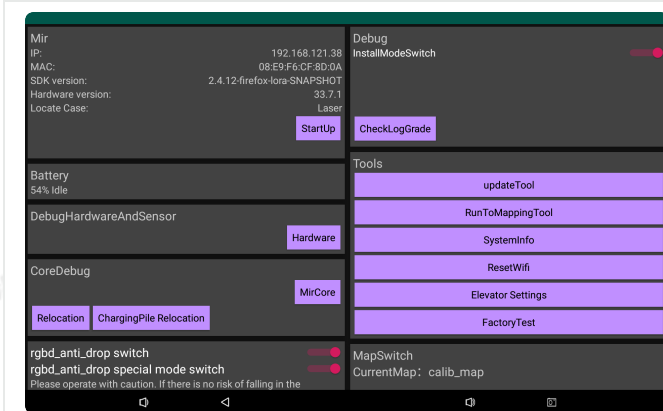 Mir
IP: 192.168.121.38
MAC: 08:E9:F6:CF:8D:0A
SDK version: 2.4.12-firefox-lora-SNAPSHOT
Hardware version: 33.7.1
Locate Case: Laser
StartUp
Battery
54% Idle
DebugHardwareAndSensor
Hardware
CoreDebug
MirCore
Relocation
ChargingPile Relocation
rgbd_anti_drop switch
rgbd_anti_drop special mode switch
Please operate with caution. If there is no risk of falling in the
Debug
InstallModeSwitch
CheckLogGrade
Tools
updateTool
RunToMappingTool
SystemInfo
ResetWifi
Elevator Settings
FactoryTest
MapSwitch
CurrentMap：calib_map